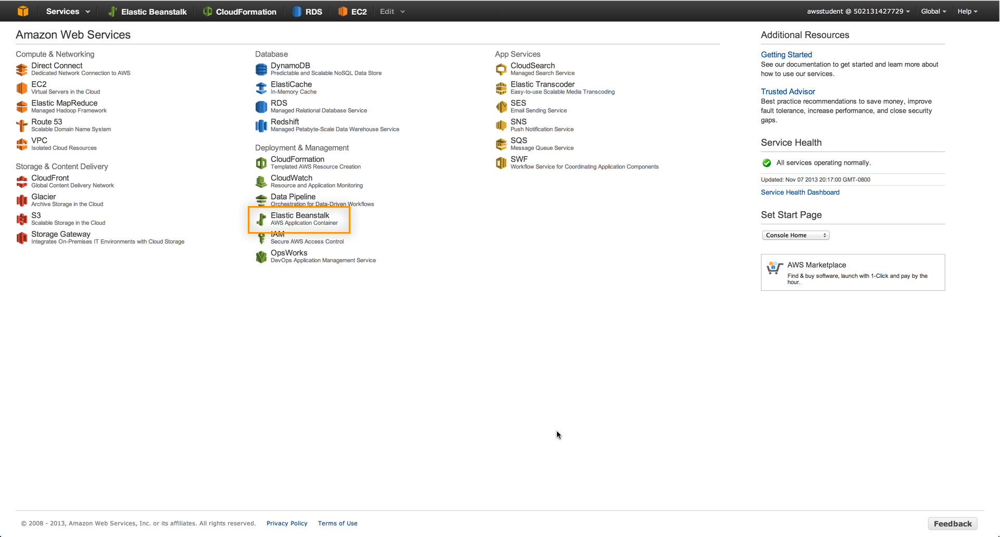 Services
Elastic Beanstalk
CloudFormation
RDS
EC2
Edit
awsstudent @ 502131427729
Global
Help
Amazon Web Services
Compute & Networking
Direct Connect
Dedicated Network Connection to AWS
EC2
Virtual Servers in the Cloud
Elastic MapReduce
Managed Hadoop Framework
Route 53
Scalable Domain Name System
VPC
Isolated Cloud Resources
Storage & Content Delivery
CloudFront
Global Content Delivery Network
Glacier
Archive Storage in the Cloud
S3
Scalable Storage in the Cloud
Storage Gateway
Integrates On-Premises IT Environments with Cloud Storage
Database
DynamoDB
Predictable and Scalable NoSQL Data Store
ElastiCache
In-Memory Cache
RDS
Managed Relational Database Service
Redshift
Managed Petabyte-Scale Data Warehouse Service
Deployment & Management
CloudFormation
Templated AWS Resource Creation
CloudWatch
Resource and Application Monitoring
Data Pipeline
Orchestration for Data-Driven Workflows
Elastic Beanstalk
AWS Application Container
IAM
Secure AWS Access Control
OpsWorks
DevOps Application Management Service
App Services
CloudSearch
Managed Search Service
Elastic Transcoder
Easy-to-use Scalable Media Transcoding
SES
Email Sending Service
SNS
Push Notification Service
SQS
Message Queue Service
SWF
Workflow Service for Coordinating Application Components
Additional Resources
Getting Started
See our documentation to get started and learn more about
how to use our services.
Trusted Advisor
Best practice recommendations to save money, improve
fault tolerance, increase performance, and close security
gaps.
Service Health
All services operating normally.
Updated: Nov 07 2013 20:17:00 GMT-0800
Service Health Dashboard
Set Start Page
Console Home
AWS Marketplace
Find & buy software, launch with 1-Click and pay by the
hour.
© 2008 - 2013, Amazon Web Services, Inc. or its affiliates. All rights reserved.
Privacy Policy
Terms of Use
Feedback